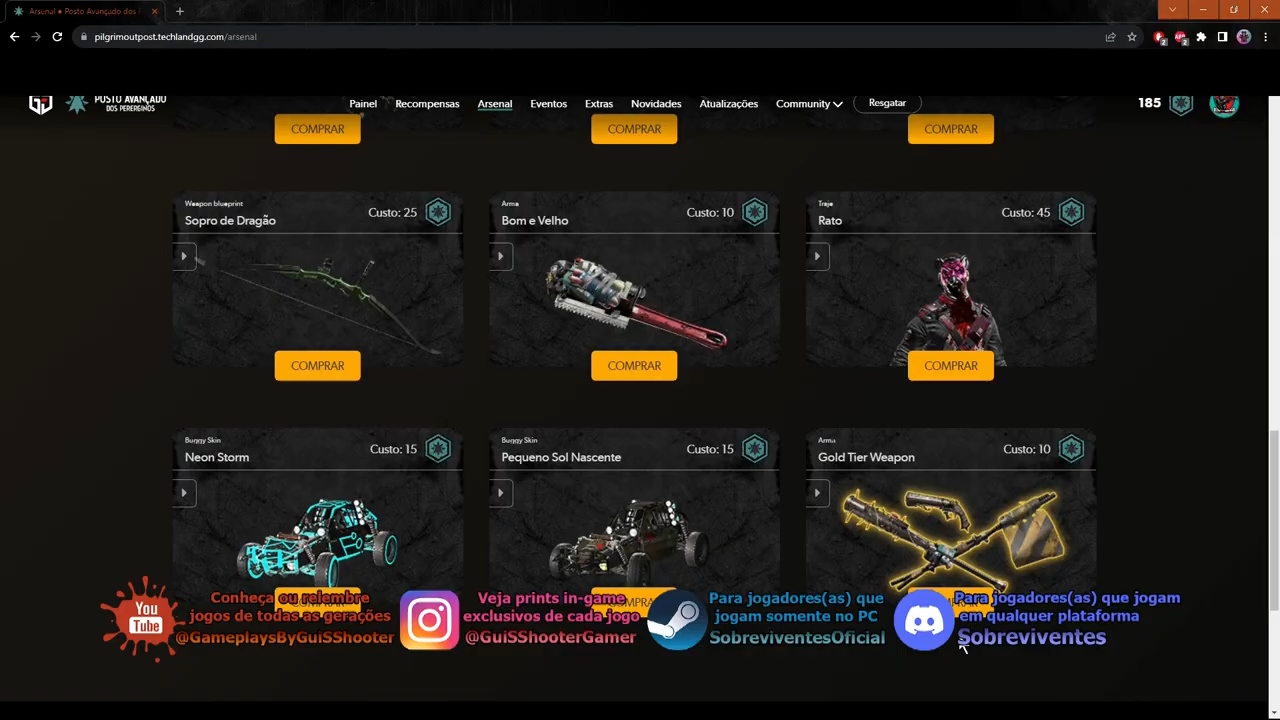 Arsenal • Posto Avançado dos
pilgrimoutpost.techlandgg.com/arsenal
2
2
POSTO AVANÇADO
DOS PEREGRINOS
Painel
Recompensas
Arsenal
Eventos
Extras
Novidades
Atualizações
Community
Resgatar
185
COMPRAR
COMPRAR
COMPRAR
Weapon blueprint
Sopro de Dragão
Custo: 25
Arma
Bom e Velho
Custo: 10
Traje
Rato
Custo: 45
COMPRAR
COMPRAR
COMPRAR
Buggy Skin
Neon Storm
Custo: 15
Buggy Skin
Pequeno Sol Nascente
Custo: 15
Arma
Gold Tier Weapon
Custo: 10
You
Tube
Conheça ou relembre
jogos de todas as gerações
@GameplaysByGuiSShooter
Veja prints in-game
exclusivos de cada jogo
@GuiSShooterGamer
Para jogadores(as) que
jogam somente no PC
SobreviventesOficial
Para jogadores(as) que jogam
em qualquer plataforma
Sobreviventes